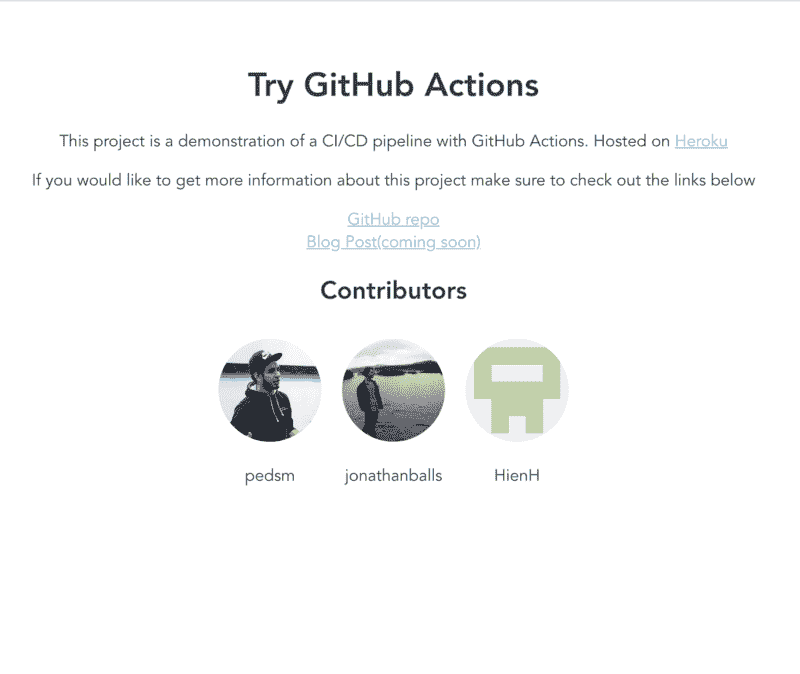 Try GitHub Actions
This project is a demonstration of a CI/CD pipeline with GitHub Actions. Hosted on Heroku
If you would like to get more information about this project make sure to check out the links below
GitHub repo
Blog Post(coming soon)
Contributors
pedsm jonathanballs HienH